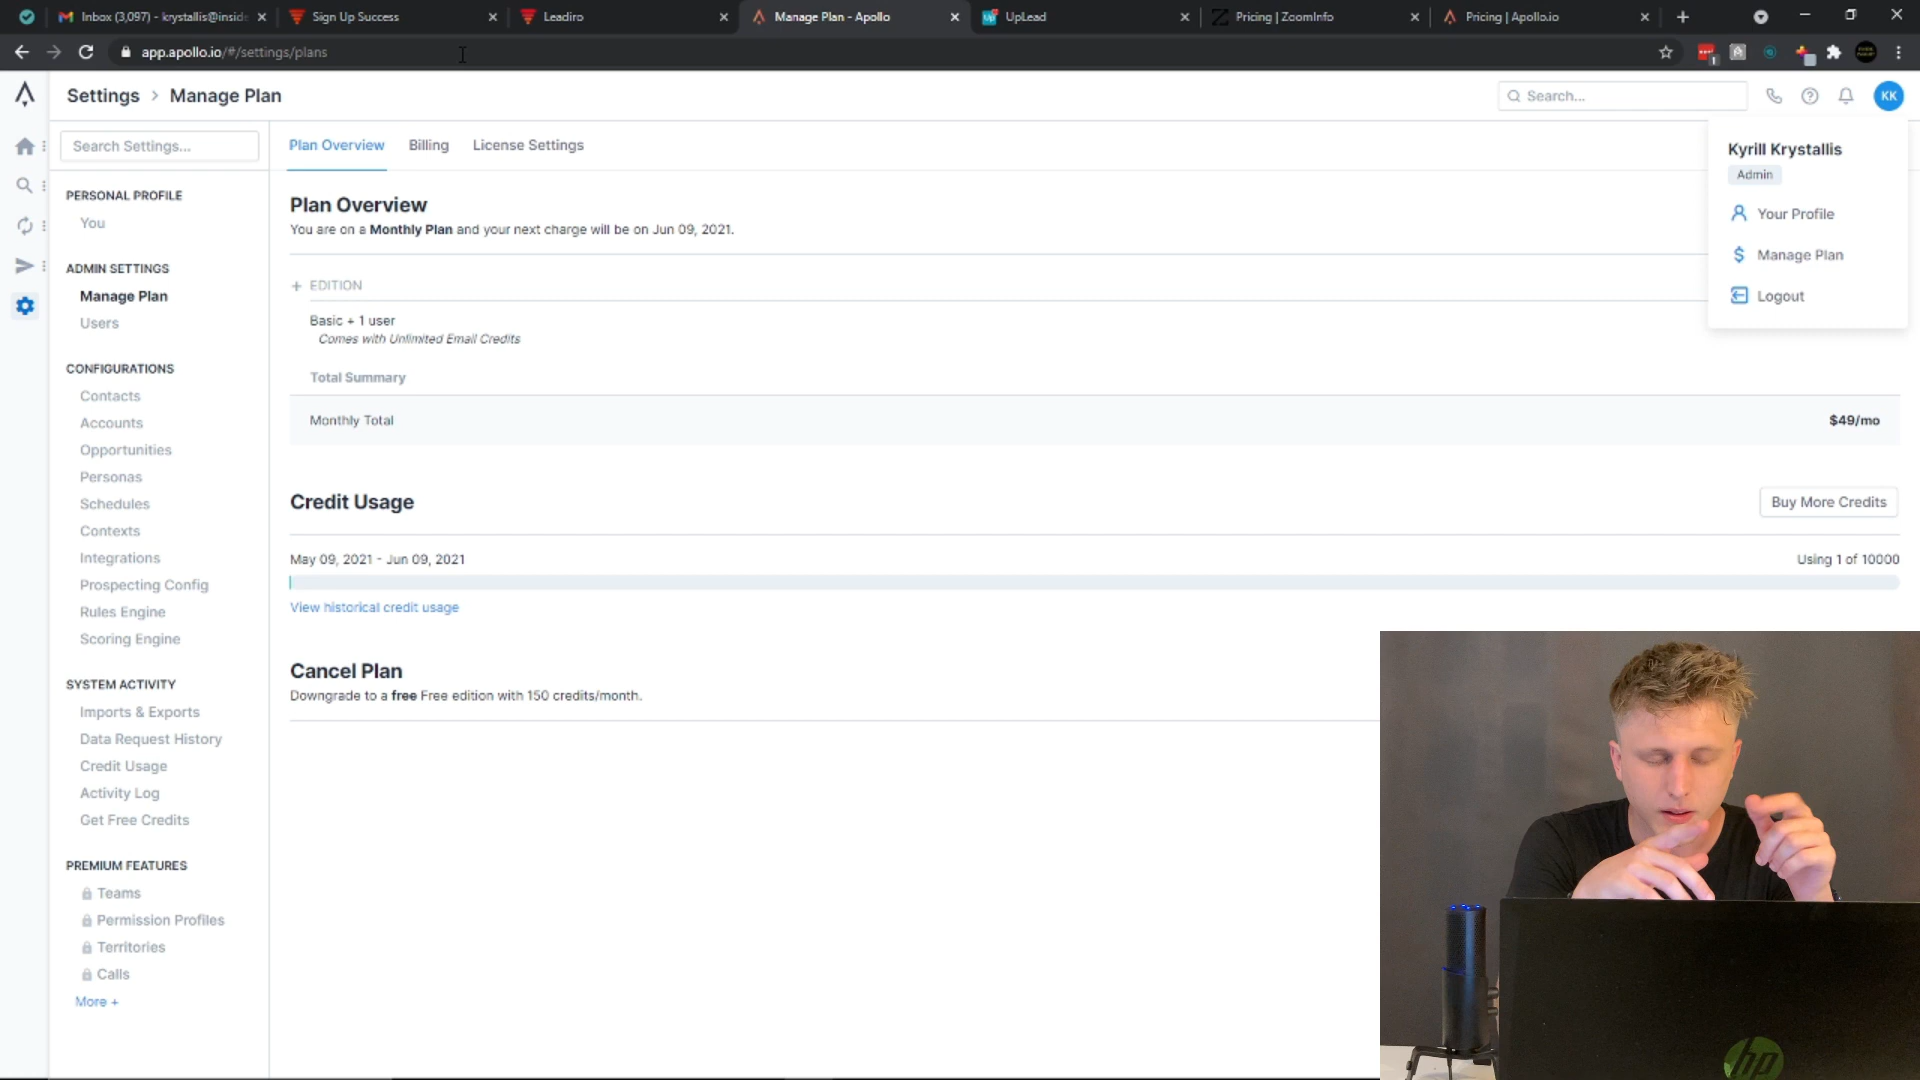 Inbox (3,097) - krystallis@insid
Sign Up Success
Leadiro
Manage Plan - Apollo
UpLead
Pricing | ZoomInfo
Pricing | Apollo.io
app.apollo.io/#/settings/plans
Settings > Manage Plan
Search...
KK
Search Settings...
PERSONAL PROFILE
You
ADMIN SETTINGS
Manage Plan
Users
CONFIGURATIONS
Contacts
Accounts
Opportunities
Personas
Schedules
Contexts
Integrations
Prospecting Config
Rules Engine
Scoring Engine
SYSTEM ACTIVITY
Imports & Exports
Data Request History
Credit Usage
Activity Log
Get Free Credits
PREMIUM FEATURES
Teams
Permission Profiles
Territories
Calls
More +
Plan Overview
Billing
License Settings
Plan Overview
You are on a Monthly Plan and your next charge will be on Jun 09, 2021.
+ EDITION
Basic + 1 user
Comes with Unlimited Email Credits
Total Summary
Monthly Total
$49/mo
Credit Usage
Buy More Credits
May 09, 2021 - Jun 09, 2021
Using 1 of 10000
View historical credit usage
Cancel Plan
Downgrade to a free Free edition with 150 credits/month.
Kyrill Krystallis
Admin
Your Profile
Manage Plan
Logout
hp